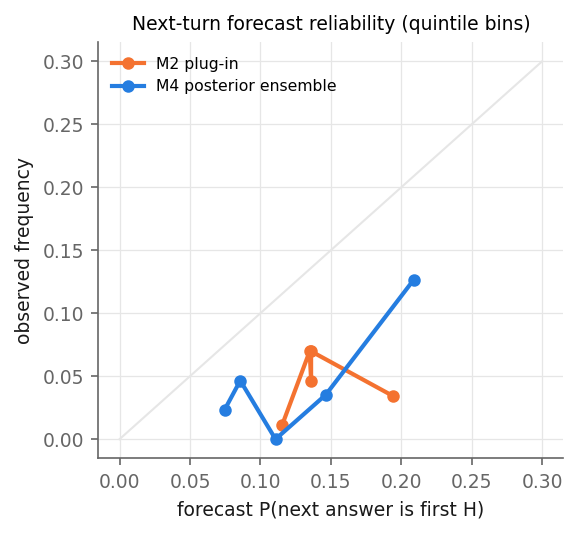 Next-turn forecast reliability (quintile bins)
M2 plug-in
M4 posterior ensemble
observed frequency
0.30
0.25
0.20
0.15
0.10
0.05
0.00
0.00 0.05 0.10 0.15 0.20 0.25 0.30
forecast P(next answer is first H)